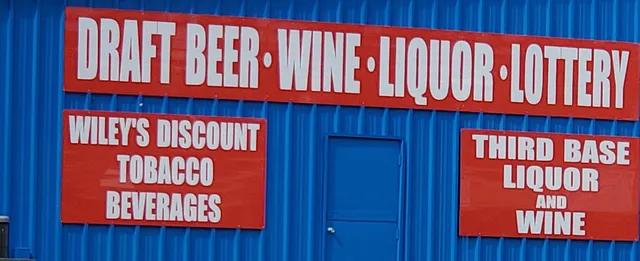 DRAFT BEER • WINE • LIQUOR • LOTTERY
WILEY'S DISCOUNT
TOBACCO
BEVERAGES
THIRD BASE
LIQUOR
AND
WINE